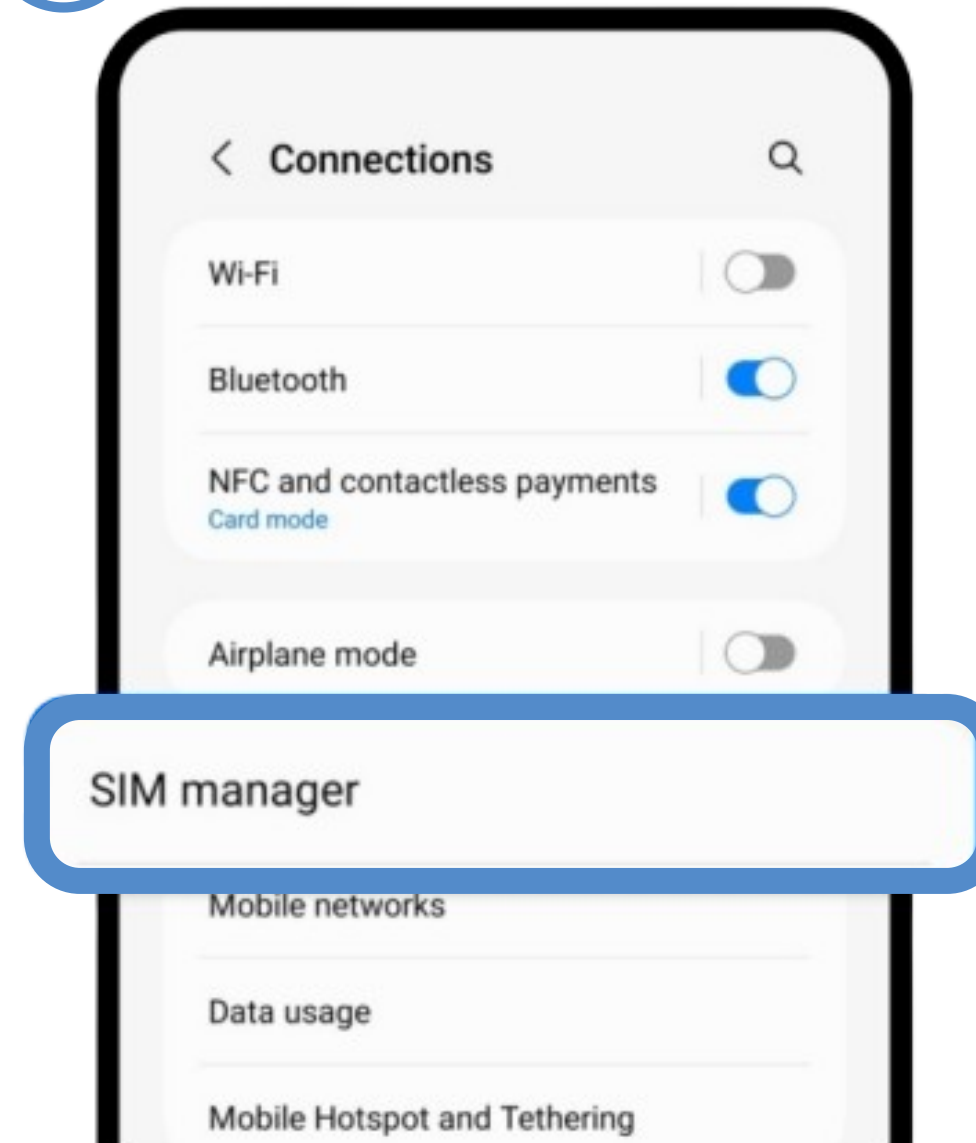 Connections
Wi-Fi
Bluetooth
NFC and contactless payments
Card mode
Airplane mode
SIM manager
Mobile networks
Data usage
Mobile Hotspot and Tethering